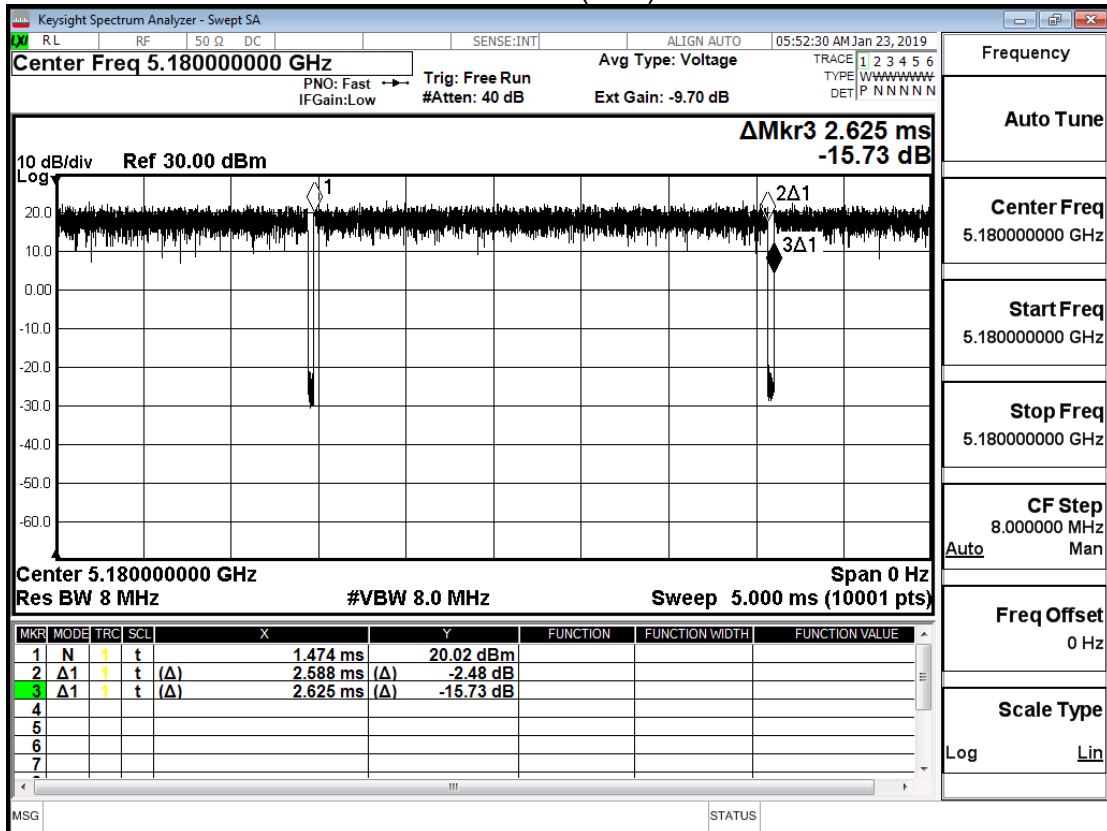 Keysight Spectrum Analyzer - Swept SA
LXI RL RF 50 Ω DC SENSE:INT ALIGN AUTO 05:52:30 AM Jan 23, 2019
Center Freq 5.180000000 GHz
PNO: Fast
IFGain:Low
Trig: Free Run
#Atten: 40 dB
Avg Type: Voltage
Ext Gain: -9.70 dB
TRACE 1 2 3 4 5 6
TYPE WWWWWW
DET P N N N N N
ΔMkr3 2.625 ms
-15.73 dB
10 dB/div Ref 30.00 dBm
Log
1
2Δ1
3Δ1
20.0
10.0
0.00
-10.0
-20.0
-30.0
-40.0
-50.0
-60.0
Center 5.180000000 GHz Span 0 Hz
Res BW 8 MHz #VBW 8.0 MHz Sweep 5.000 ms (10001 pts)
MKR MODE TRC SCL X Y FUNCTION FUNCTION WIDTH FUNCTION VALUE
1 N 1 t 1.474 ms 20.02 dBm
2 Δ1 1 t (Δ) 2.588 ms (Δ) -2.48 dB
3 Δ1 1 t (Δ) 2.625 ms (Δ) -15.73 dB
4
5
6
7
MSG STATUS
Frequency
Auto Tune
Center Freq
5.180000000 GHz
Start Freq
5.180000000 GHz
Stop Freq
5.180000000 GHz
CF Step
8.000000 MHz
Auto Man
Freq Offset
0 Hz
Scale Type
Log Lin